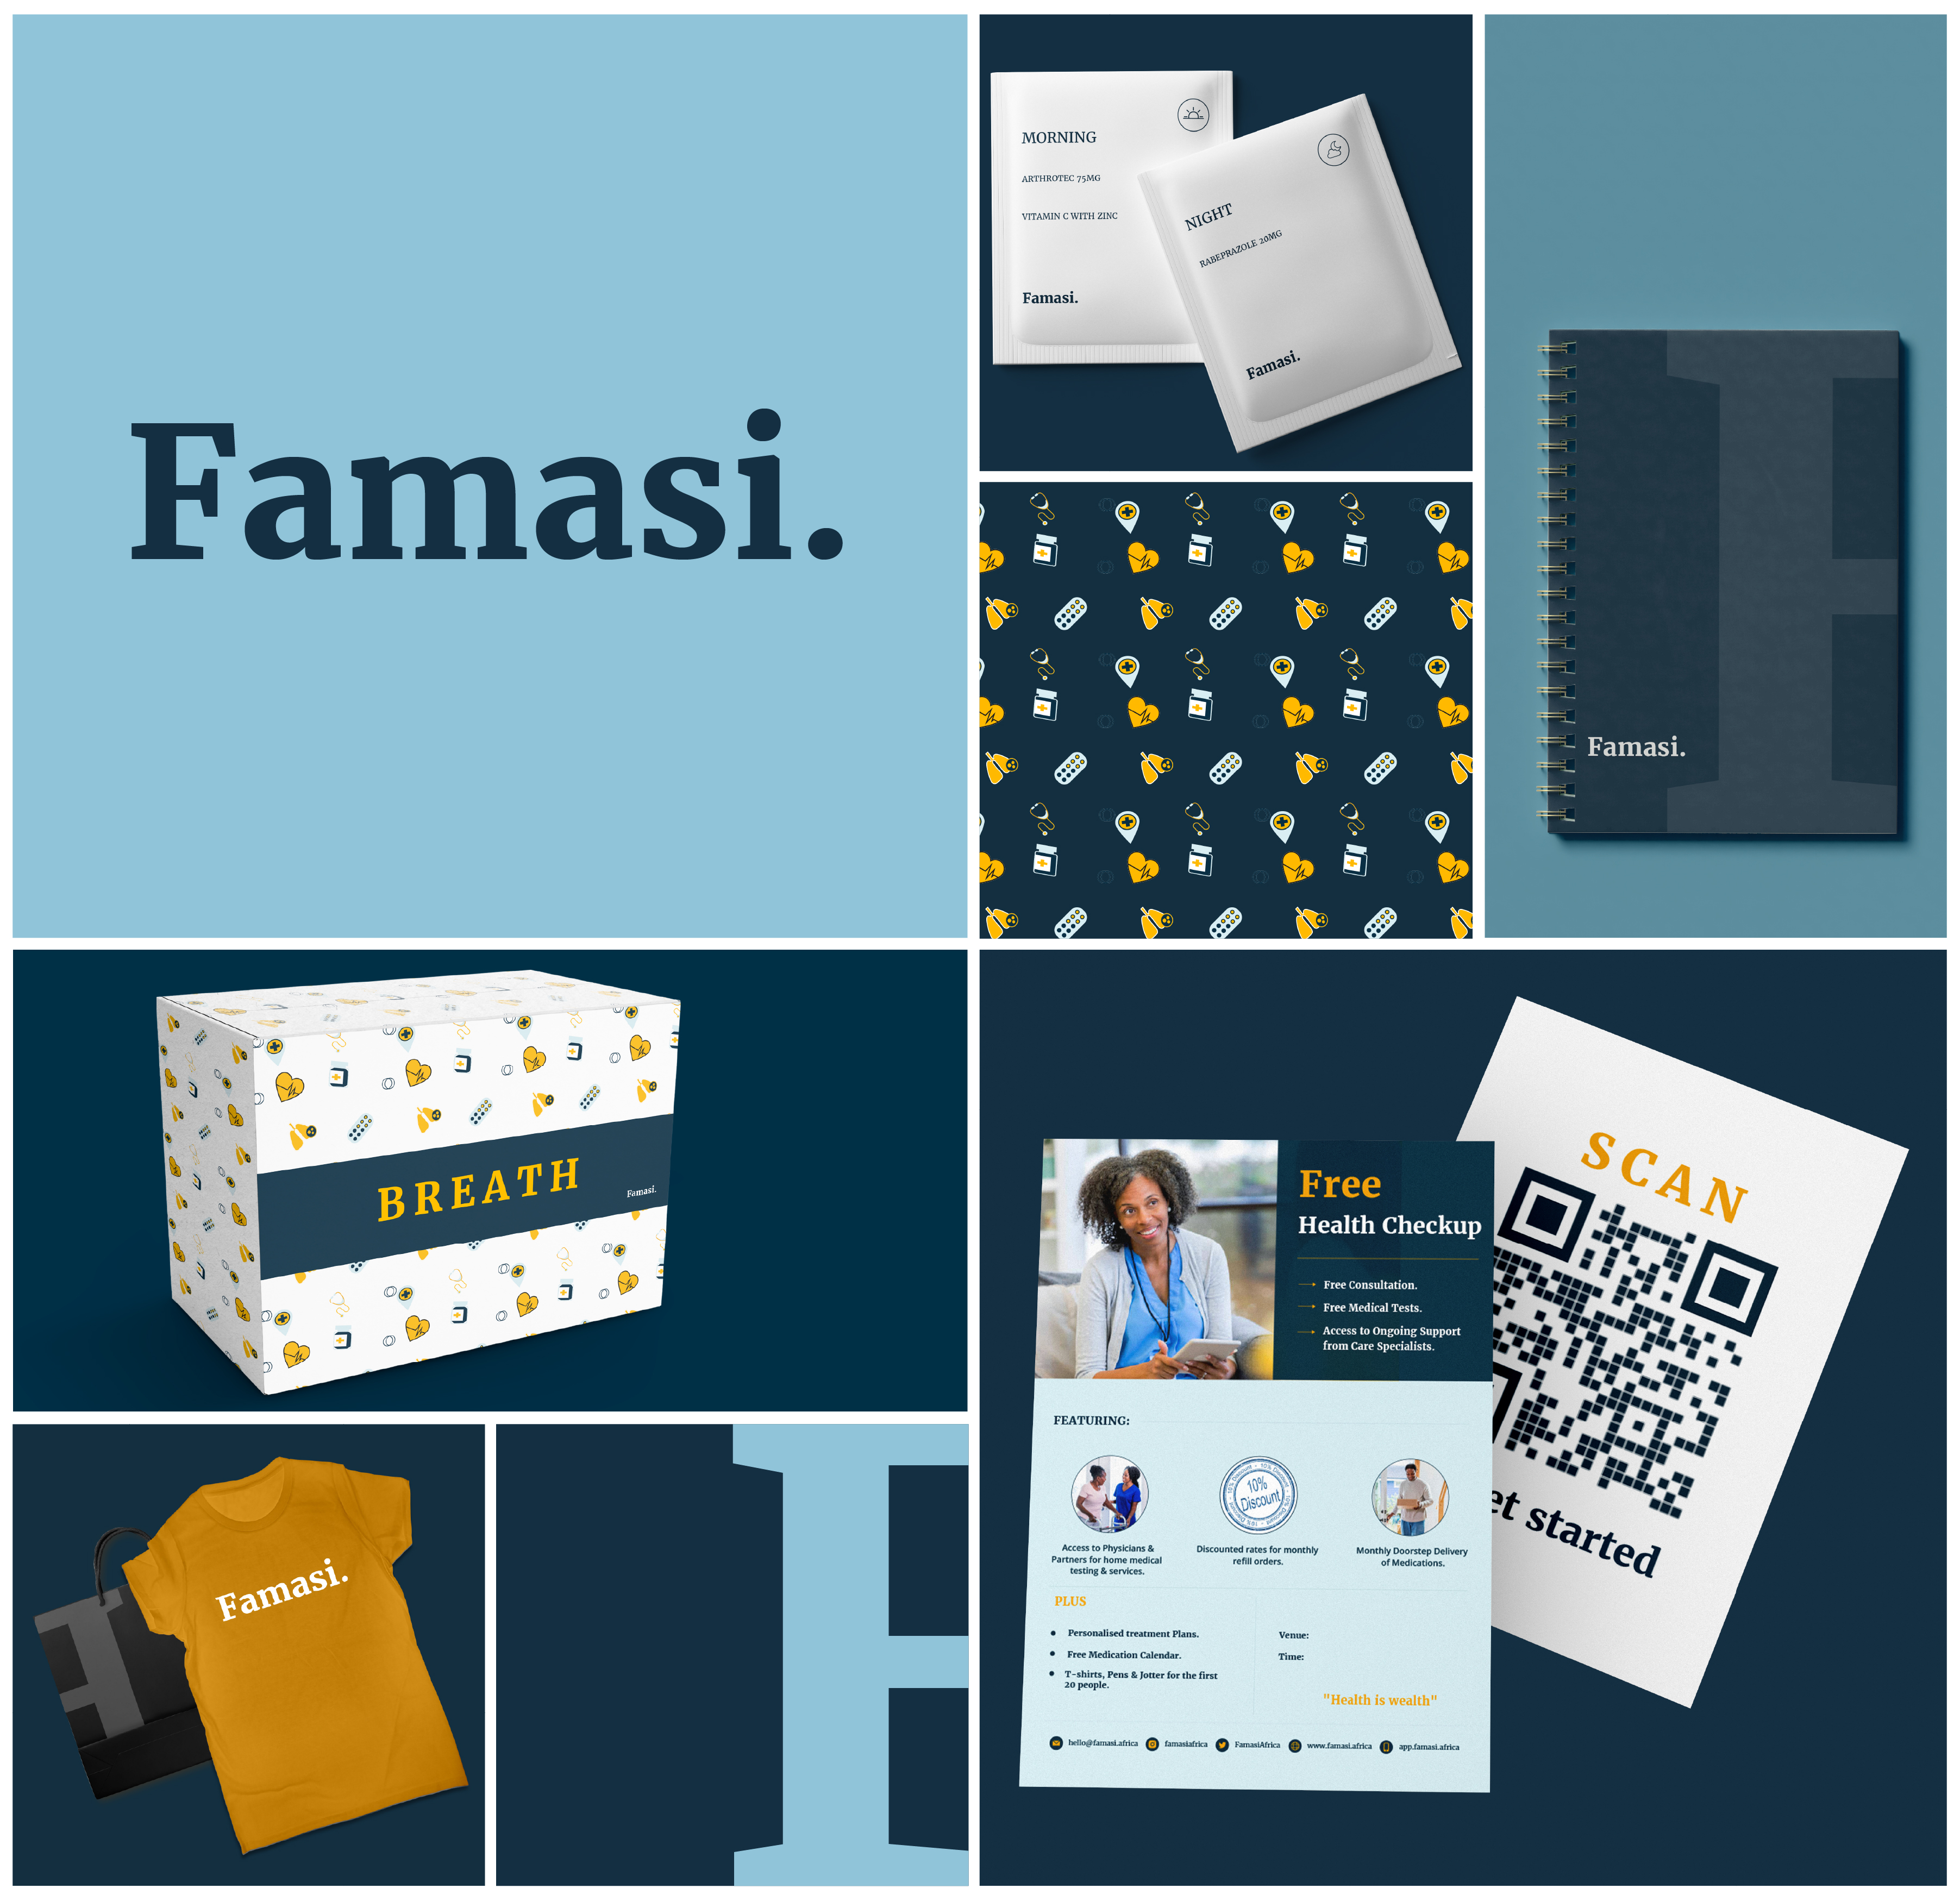 Famasi.
MORNING
ARTHROTEC 75MG
VITAMIN C WITH ZINC
Famasi.
NIGHT
RABEPRAZOLE 20MG
Famasi.
Famasi.
BREATH
Famasi.
Famasi.
Free
Health Checkup
Free Consultation.
Free Medical Tests.
Access to Ongoing Support
from Care Specialists.
FEATURING:
10% Discount
10%
Discount
Access to Physicians &
Partners for home medical
testing & services.
Discounted rates for monthly
refill orders.
Monthly Doorstep Delivery
of Medications.
PLUS
Personalised treatment Plans.
Free Medication Calendar.
T-shirts, Pens & Jotter for the first
20 people.
Venue:
Time:
"Health is wealth"
hello@famasi.africa
famasiafrica
FamasiAfrica
www.famasi.africa
app.famasi.africa
SCAN
et started